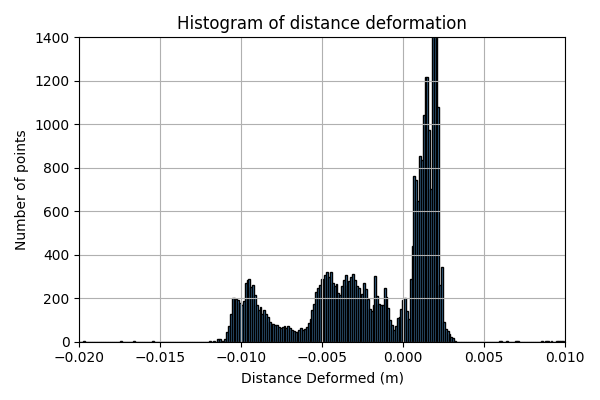 Histogram of distance deformation
1400
1200
1000
800
600
400
200
0
Number of points
−0.020 −0.015 −0.010 −0.005 0.000 0.005 0.010
Distance Deformed (m)